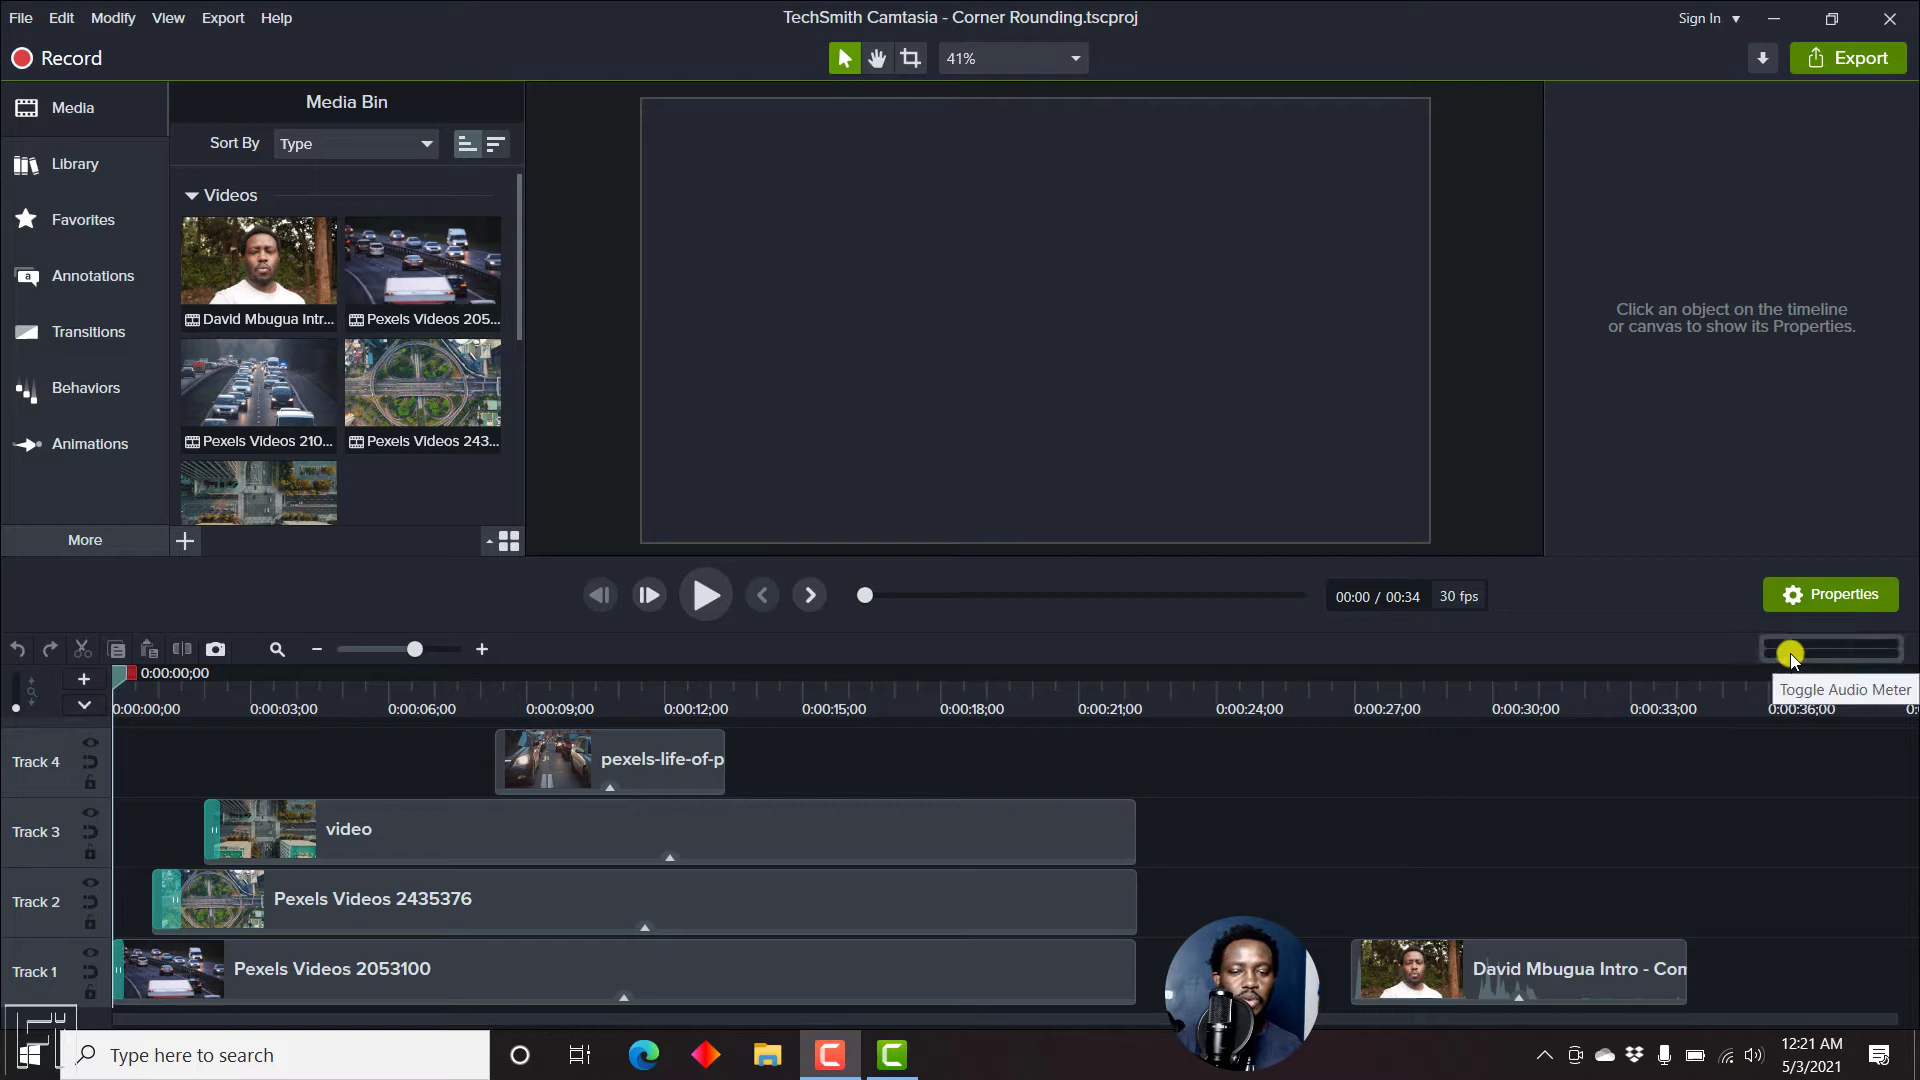 File Edit Modify View Export Help
TechSmith Camtasia - Corner Rounding.tscproj
Sign In
Record
41%
Export
Media
Library
Favorites
Annotations
Transitions
Behaviors
Animations
More
Media Bin
Sort By Type
Videos
David Mbugua Intr...
Pexels Videos 205...
Pexels Videos 210...
Pexels Videos 243...
Click an object on the timeline
or canvas to show its Properties.
00:00 / 00:34 30 fps
Properties
Toggle Audio Meter
0:00:00;00
0:00:00;00 0:00:03;00 0:00:06;00 0:00:09;00 0:00:12;00 0:00:15;00 0:00:18;00 0:00:21;00 0:00:24;00 0:00:27;00 0:00:30;00 0:00:33;00 0:00:36;00
Track 4
pexels-life-of-p
Track 3
video
Track 2
Pexels Videos 2435376
Track 1
Pexels Videos 2053100
David Mbugua Intro - Com
Type here to search
12:21 AM
5/3/2021